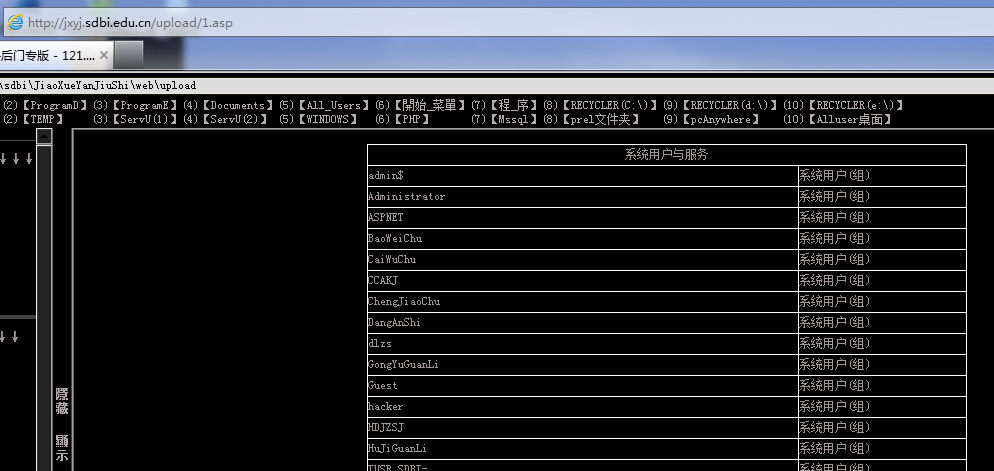 http://jxyj.sdbi.edu.cn/upload/1.asp
后门专版 - 121....
\sdbi\JiaoXueYanJiuShi\web\upload
(2)【ProgramD】 (3)【ProgramE】 (4)【Documents】 (5)【All_Users】 (6)【開始_菜單】 (7)【程_序】 (8)【RECYCLER(C:\)】 (9)【RECYCLER(d:\)】 (10)【RECYCLER(e:\)】
(2)【TEMP】 (3)【ServU(1)】 (4)【ServU(2)】 (5)【WINDOWS】 (6)【PHP】 (7)【Mssql】 (8)【prel文件夹】 (9)【pcAnywhere】 (10)【Alluser桌面】
↓ ↓ ↓
↓ ↓
隱藏
顯示
系统用户与服务
admin$ 系统用户(组)
Administrator 系统用户(组)
ASPNET 系统用户(组)
BaoWeiChu 系统用户(组)
CaiWuChu 系统用户(组)
CCAKJ 系统用户(组)
ChengJiaoChu 系统用户(组)
DangAnShi 系统用户(组)
dlzs 系统用户(组)
GongYuGuanLi 系统用户(组)
Guest 系统用户(组)
hacker 系统用户(组)
HDJZSJ 系统用户(组)
HuJiGuanLi 系统用户(组)
IUSR_SDBI- 系统用户(组)